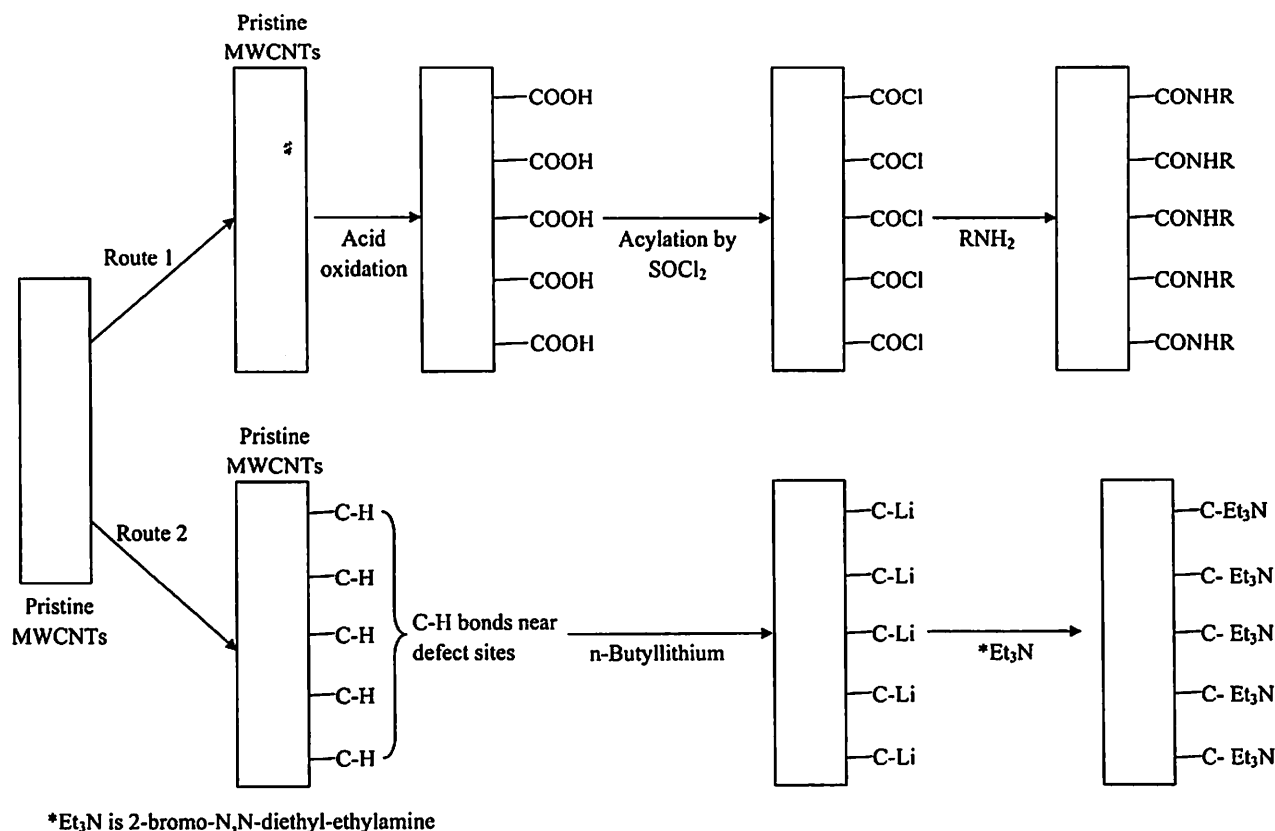 Pristine
MWCNTs
COOH
COOH
COOH
COOH
COOH
COCl
COCl
COCl
COCl
COCl
CONHR
CONHR
CONHR
CONHR
CONHR
Route 1
Acid
oxidation
Acylation by
SOCl₂
RNH₂
Pristine
MWCNTs
Route 2
Pristine
MWCNTs
C-H
C-H
C-H
C-H
C-H
C-H bonds near
defect sites
n-Butyllithium
C-Li
C-Li
C-Li
C-Li
C-Li
*Et₃N
C-Et₃N
C- Et₃N
C- Et₃N
C- Et₃N
C- Et₃N
*Et₃N is 2-bromo-N,N-diethyl-ethylamine